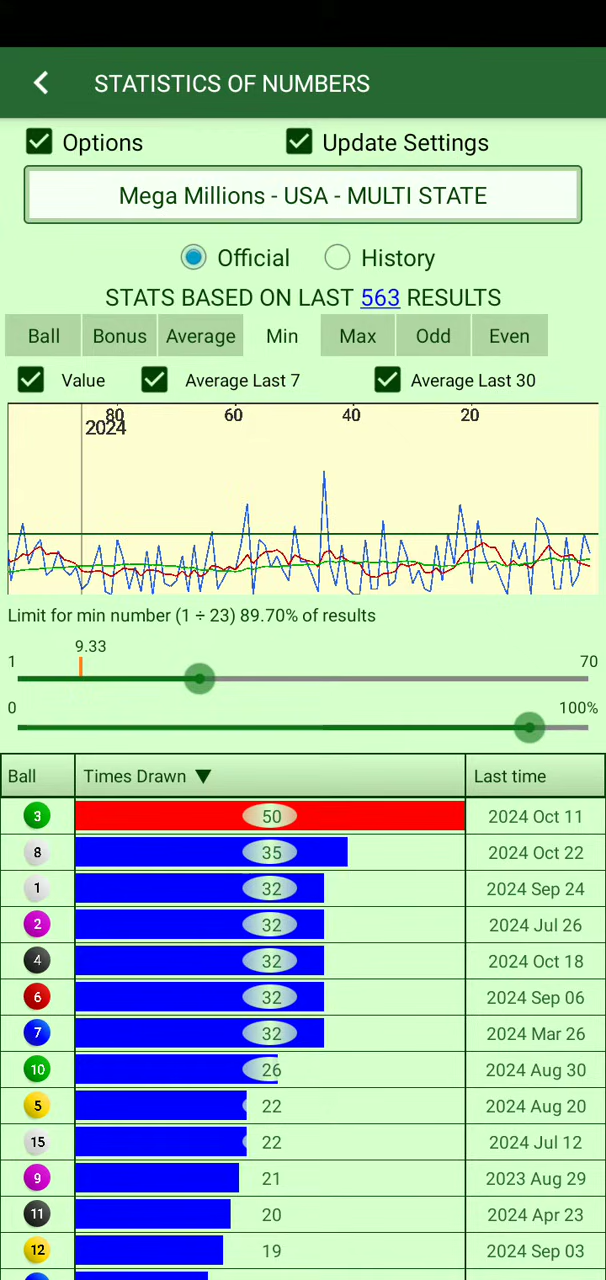 STATISTICS OF NUMBERS
Options Update Settings
Mega Millions - USA - MULTI STATE
Official History
STATS BASED ON LAST 563 RESULTS
Ball Bonus Average Min Max Odd Even
Value Average Last 7 Average Last 30
80 60 40 20
2024
Limit for min number (1 ÷ 23) 89.70% of results
9.33
1 70
0 100%
Ball Times Drawn ▼ Last time
3 50 2024 Oct 11
8 35 2024 Oct 22
1 32 2024 Sep 24
2 32 2024 Jul 26
4 32 2024 Oct 18
6 32 2024 Sep 06
7 32 2024 Mar 26
10 26 2024 Aug 30
5 22 2024 Aug 20
15 22 2024 Jul 12
9 21 2023 Aug 29
11 20 2024 Apr 23
12 19 2024 Sep 03